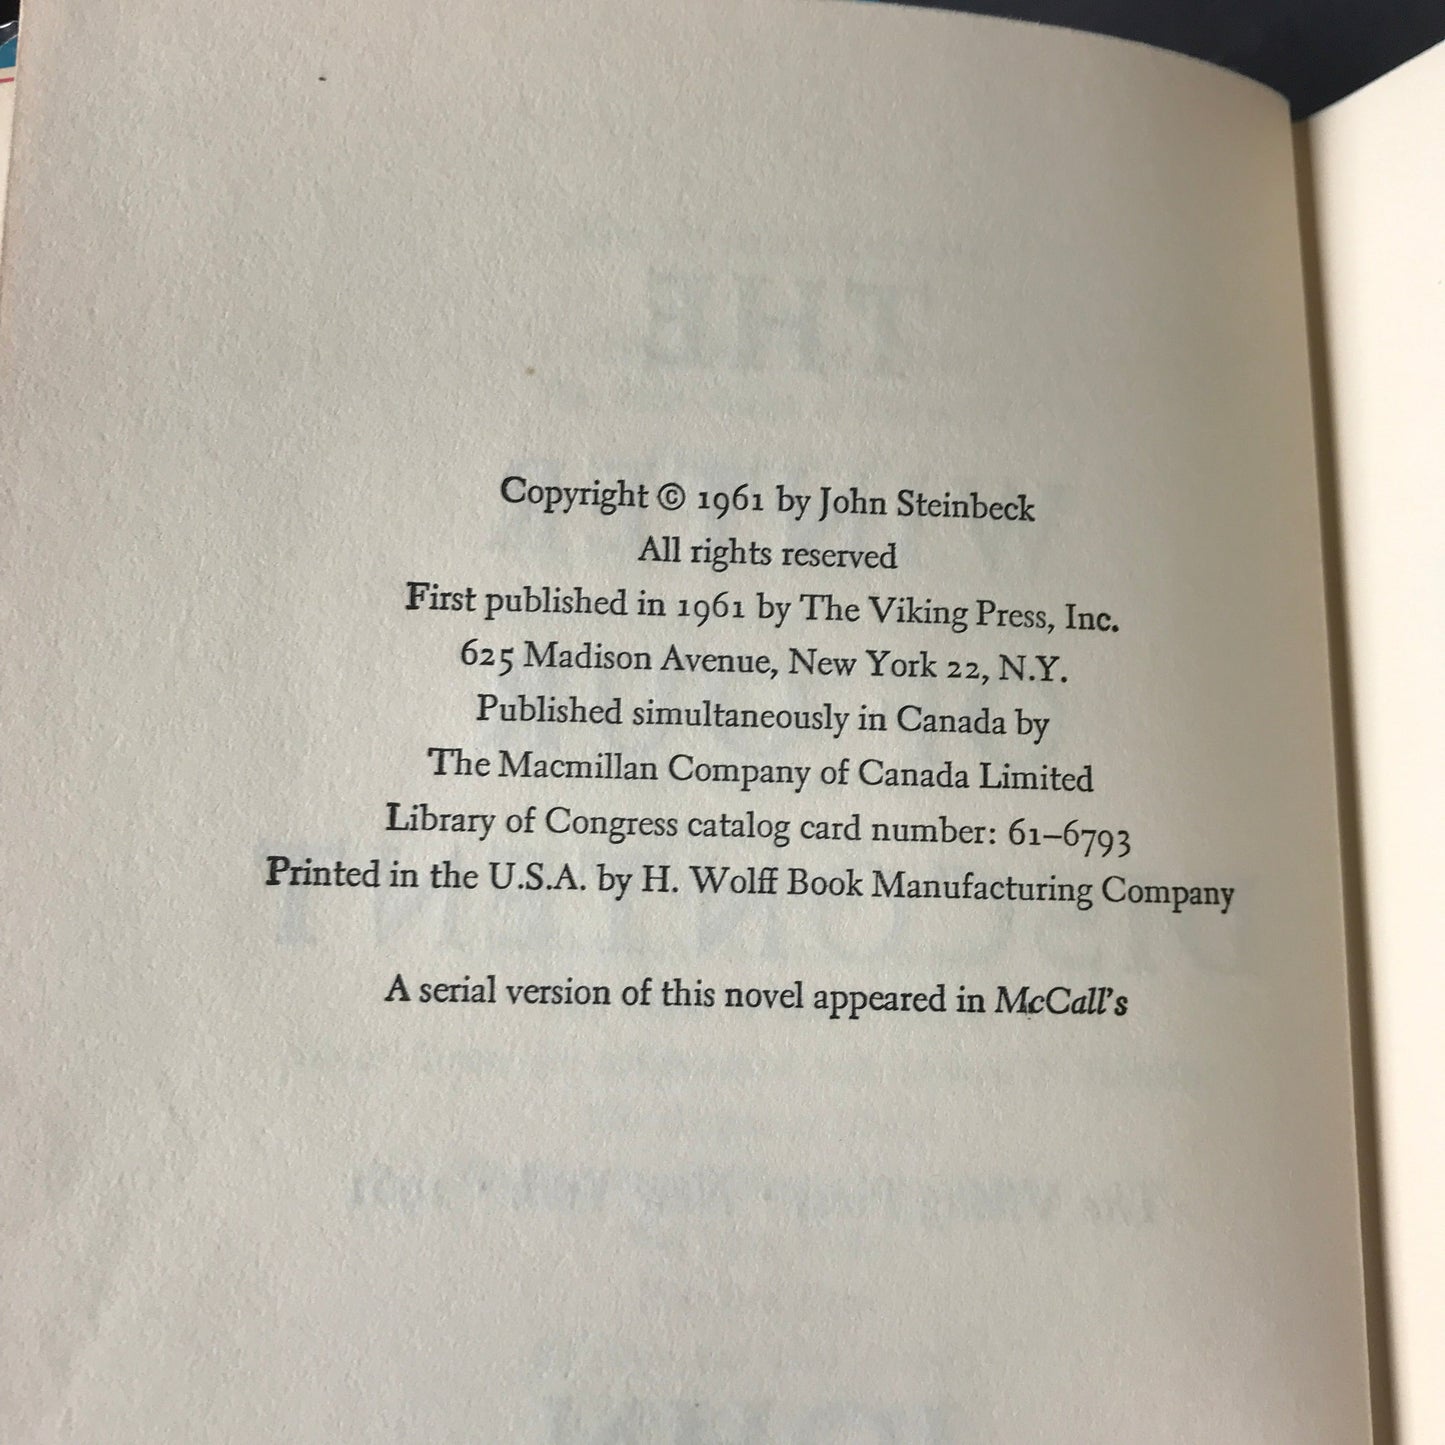 Copyright © 1961 by John Steinbeck
All rights reserved
First published in 1961 by The Viking Press, Inc.
625 Madison Avenue, New York 22, N.Y.
Published simultaneously in Canada by
The Macmillan Company of Canada Limited
Library of Congress catalog card number: 61–6793
Printed in the U.S.A. by H. Wolff Book Manufacturing Company
A serial version of this novel appeared in McCall's